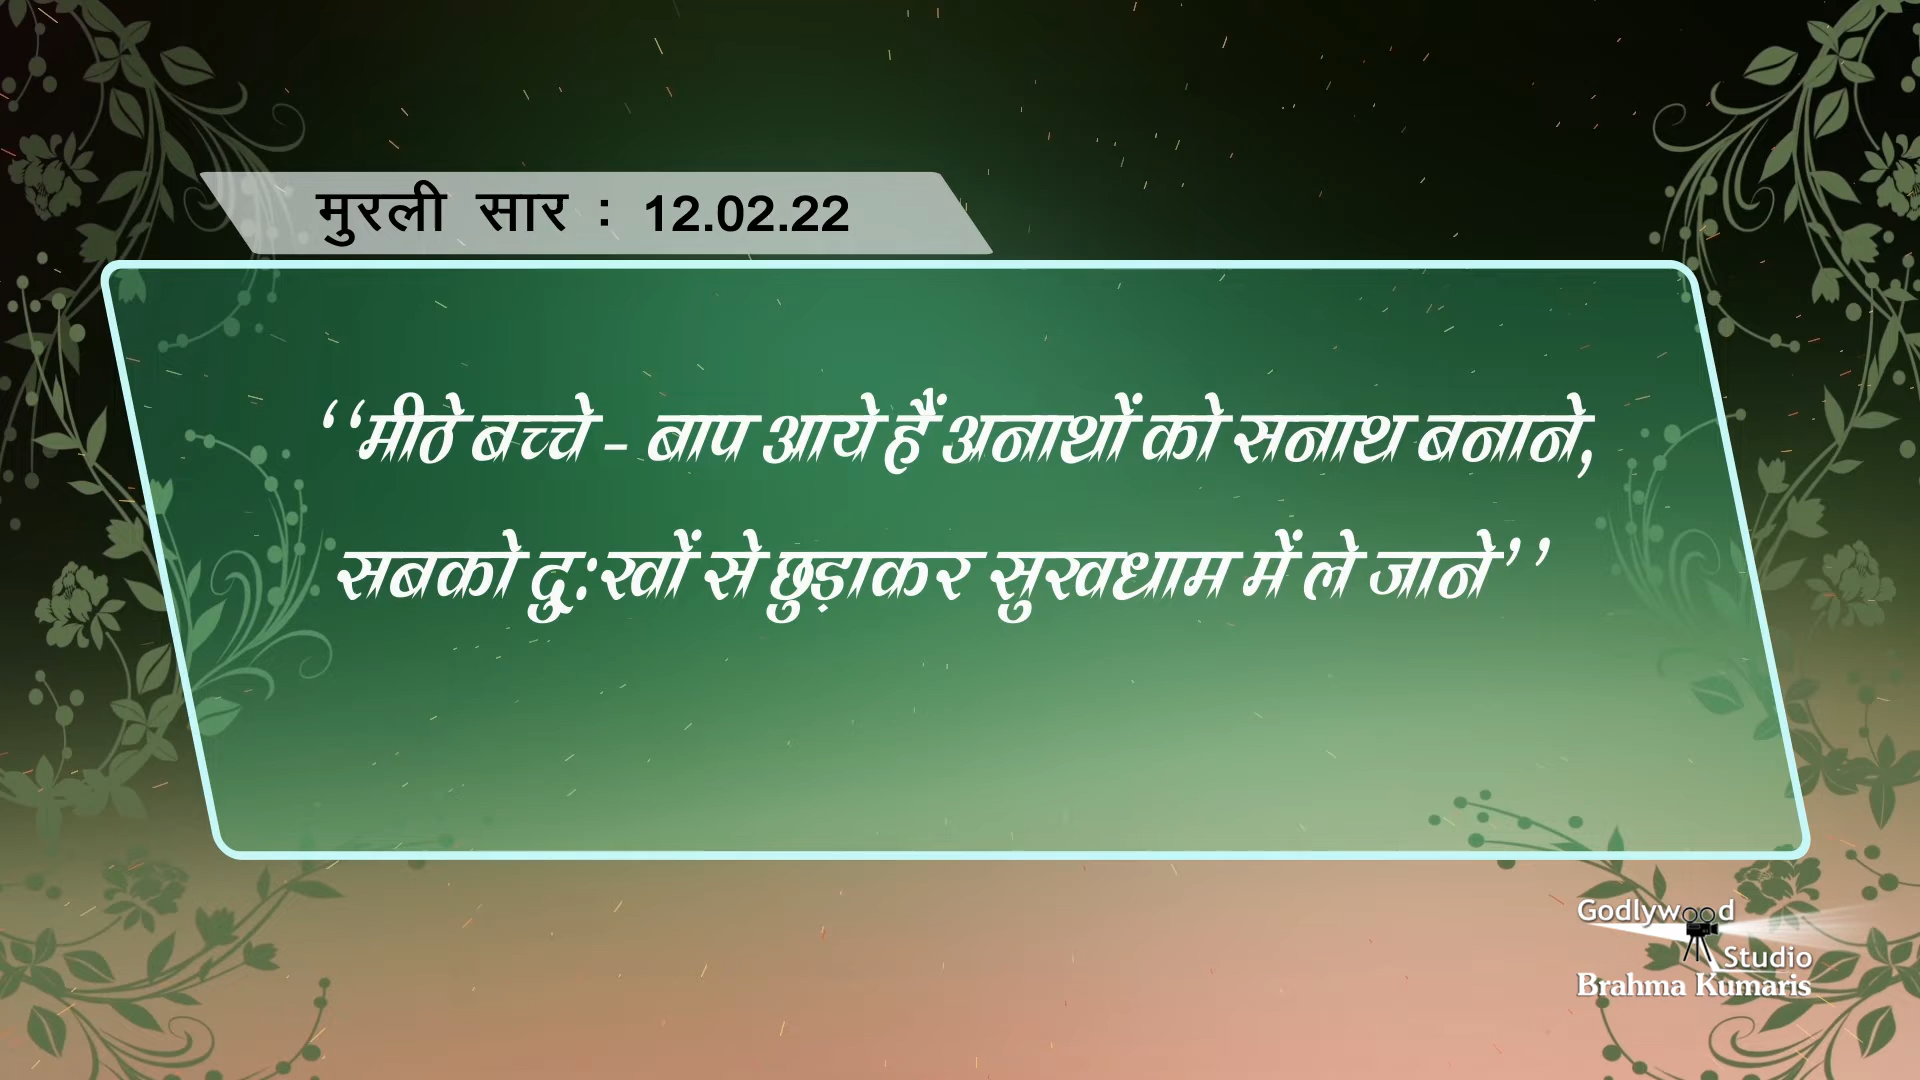 मुरली सार : 12.02.22
‘‘मीठे बच्चे - बाप आये हैं अनाथों को सनाथ बनाने,
सबको दु:खों से छुड़ाकर सुखधाम में ले जाने’’
Godlywood
Studio
Brahma Kumaris